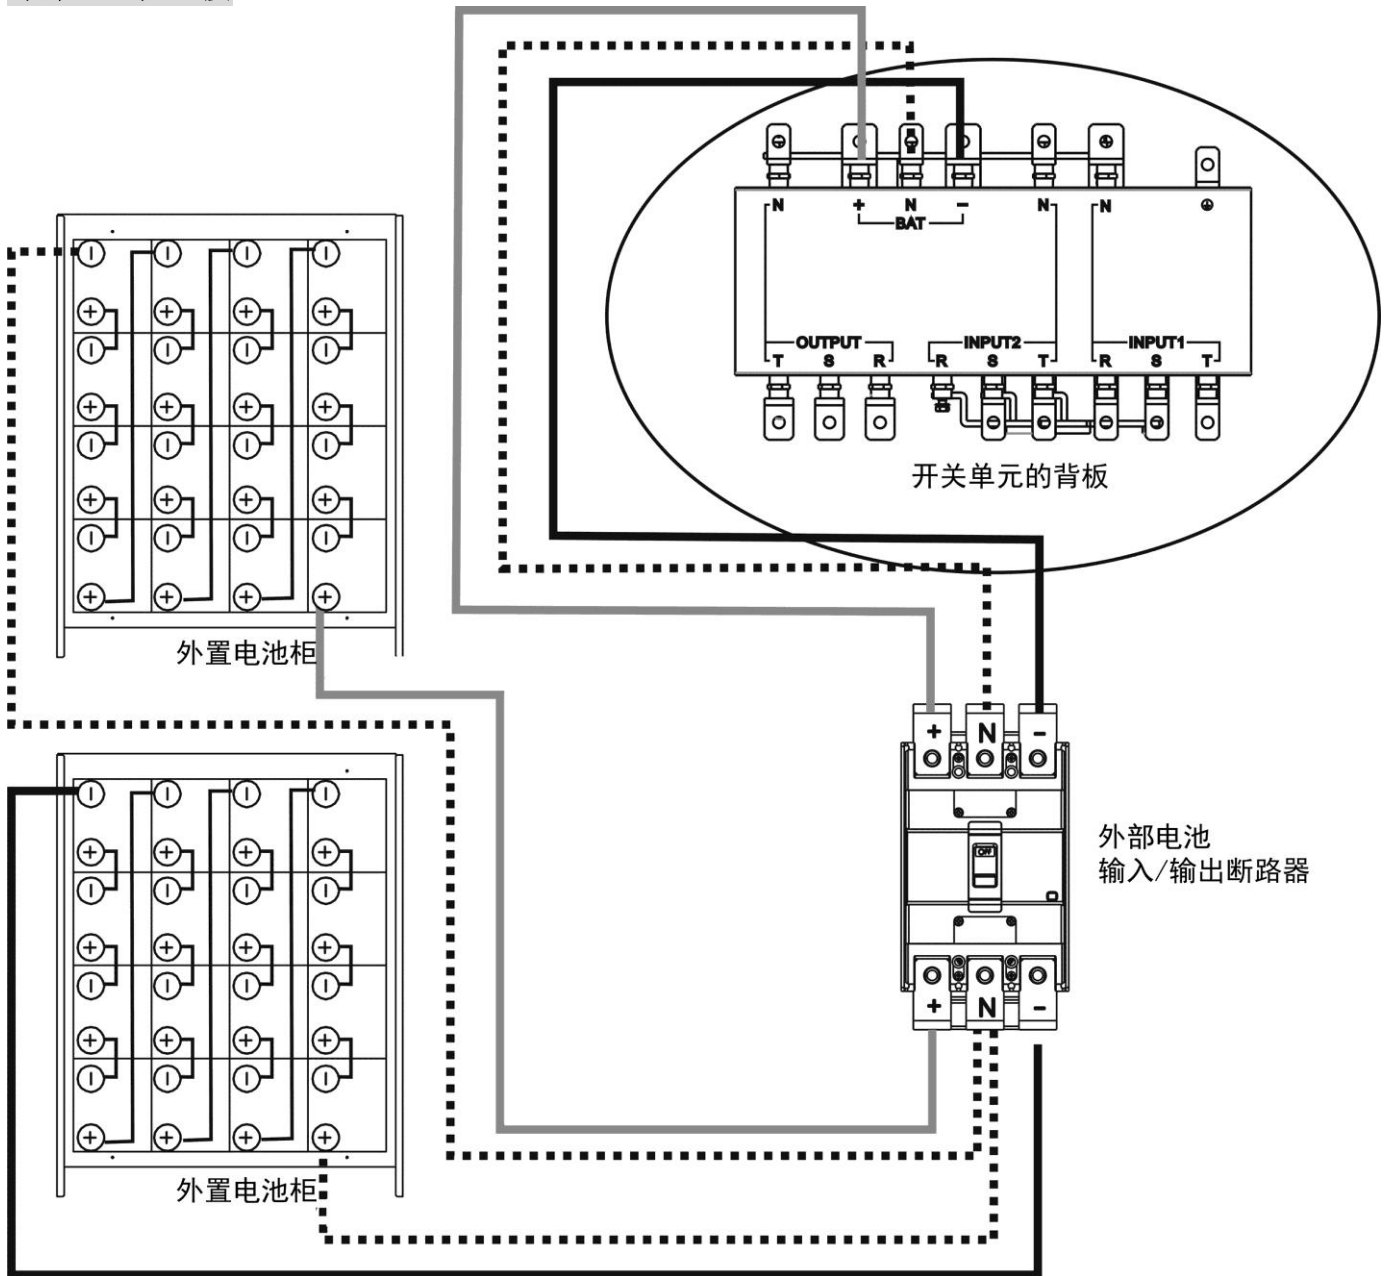 N + N - N N ⏚
BAT
OUTPUT INPUT2 INPUT1
T S R R S T R S T
开关单元的背板
外置电池柜
+ N -
OFF
外部电池
输入/输出断路器
+ N -
外置电池柜